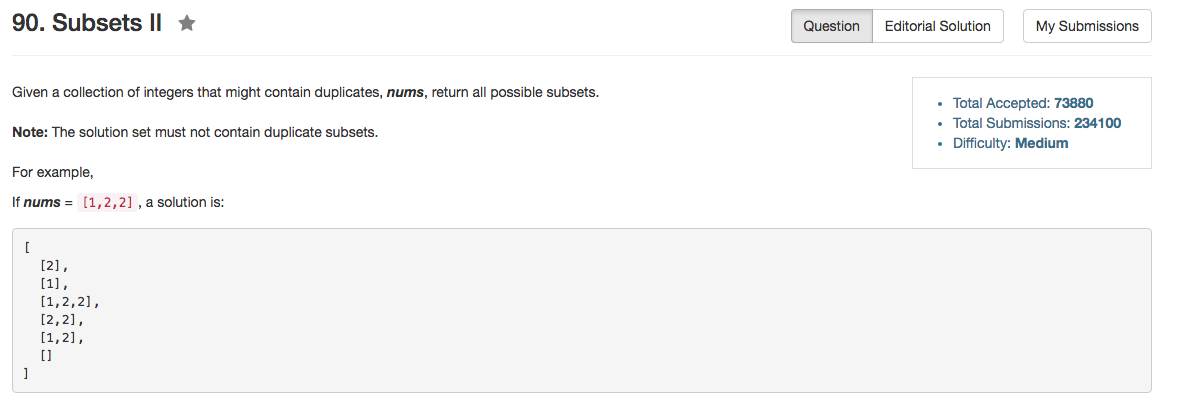 90. Subsets II ★
Question
Editorial Solution
My Submissions
Given a collection of integers that might contain duplicates, nums, return all possible subsets.
Total Accepted: 73880
Total Submissions: 234100
Difficulty: Medium
Note: The solution set must not contain duplicate subsets.
For example,
If nums = [1,2,2] , a solution is:
[
  [2],
  [1],
  [1,2,2],
  [2,2],
  [1,2],
  []
]